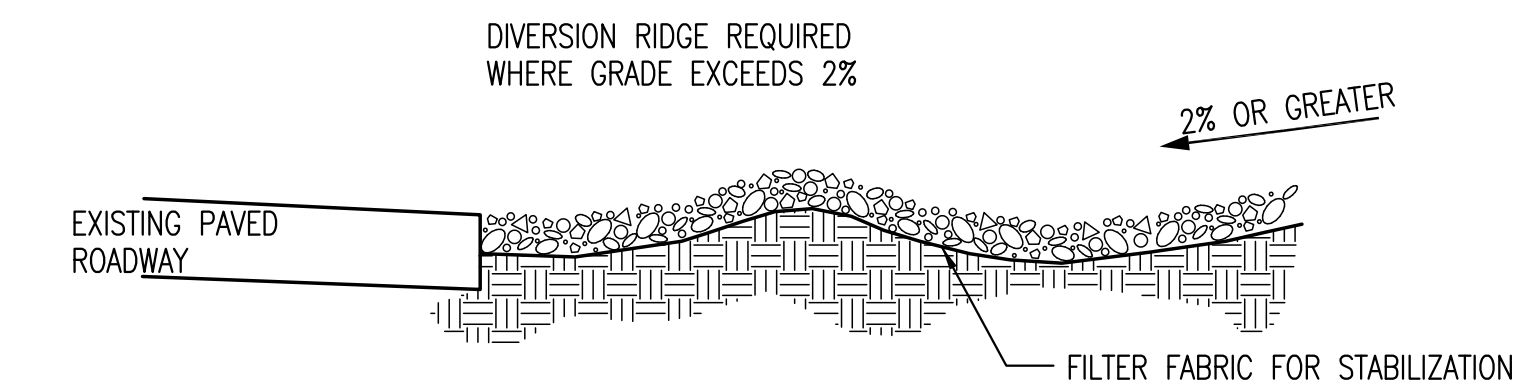 DIVERSION RIDGE REQUIRED
WHERE GRADE EXCEEDS 2%
2% OR GREATER
EXISTING PAVED
ROADWAY
FILTER FABRIC FOR STABILIZATION